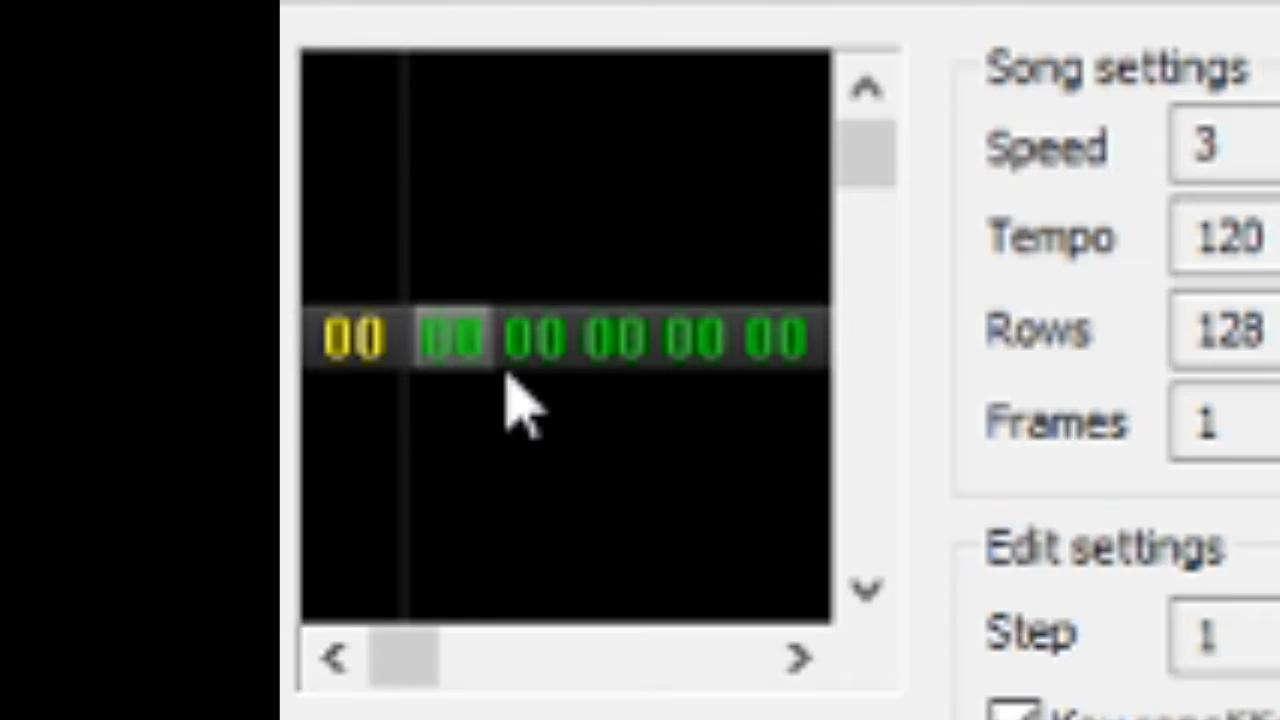 Song settings
Speed 3
Tempo 120
Rows 128
00 00 00 00 00 00
Frames 1
Edit settings
Step 1